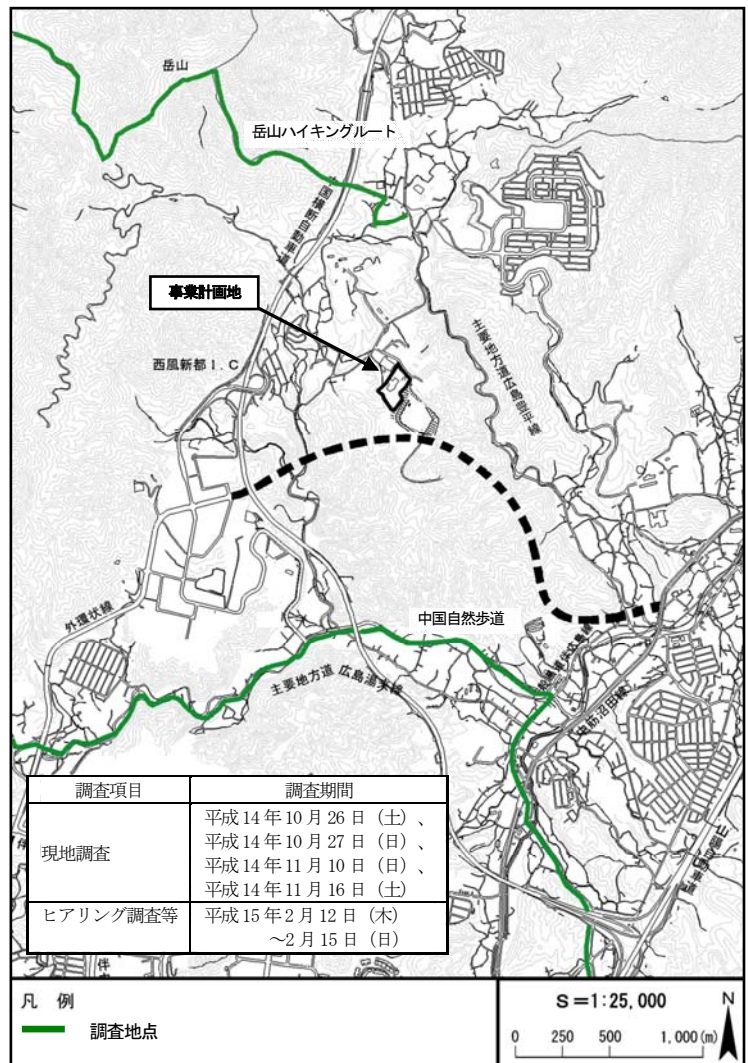 岳山
岳山ハイキングルート
中国横断自動車道
事業計画地
西風新都I.C
主要地方道広島豊平線
外環状線
中国自然歩道
主要地方道 広島湯来線
山陽自動車道
調査項目 調査期間
現地調査 平成14年10月26日（土）、
平成14年10月27日（日）、
平成14年11月10日（日）、
平成14年11月16日（土）
ヒアリング調査等 平成15年2月12日（木）
～2月15日（日）
凡 例
調査地点
S＝1:25,000
N
0 250 500 1,000(m)